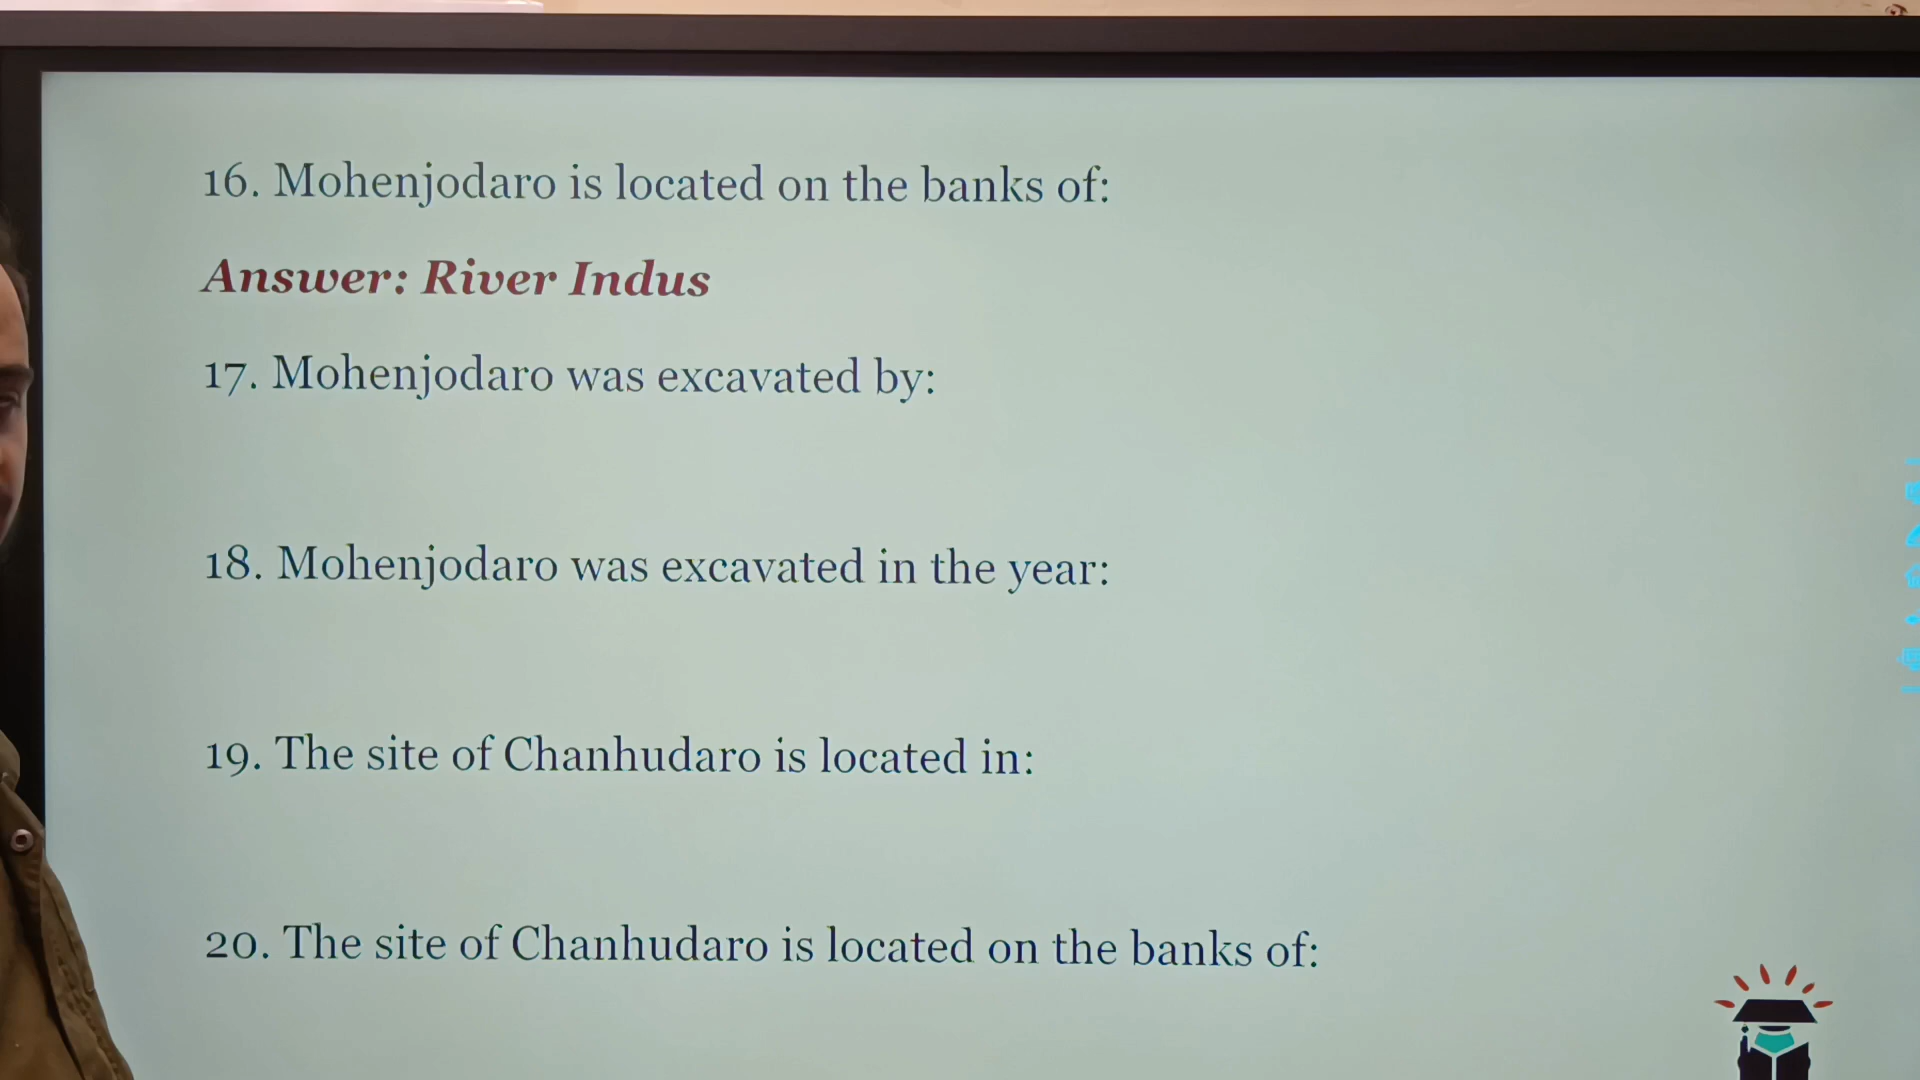 16. Mohenjodaro is located on the banks of:
Answer: River Indus
17. Mohenjodaro was excavated by:
18. Mohenjodaro was excavated in the year:
19. The site of Chanhudaro is located in:
20. The site of Chanhudaro is located on the banks of: